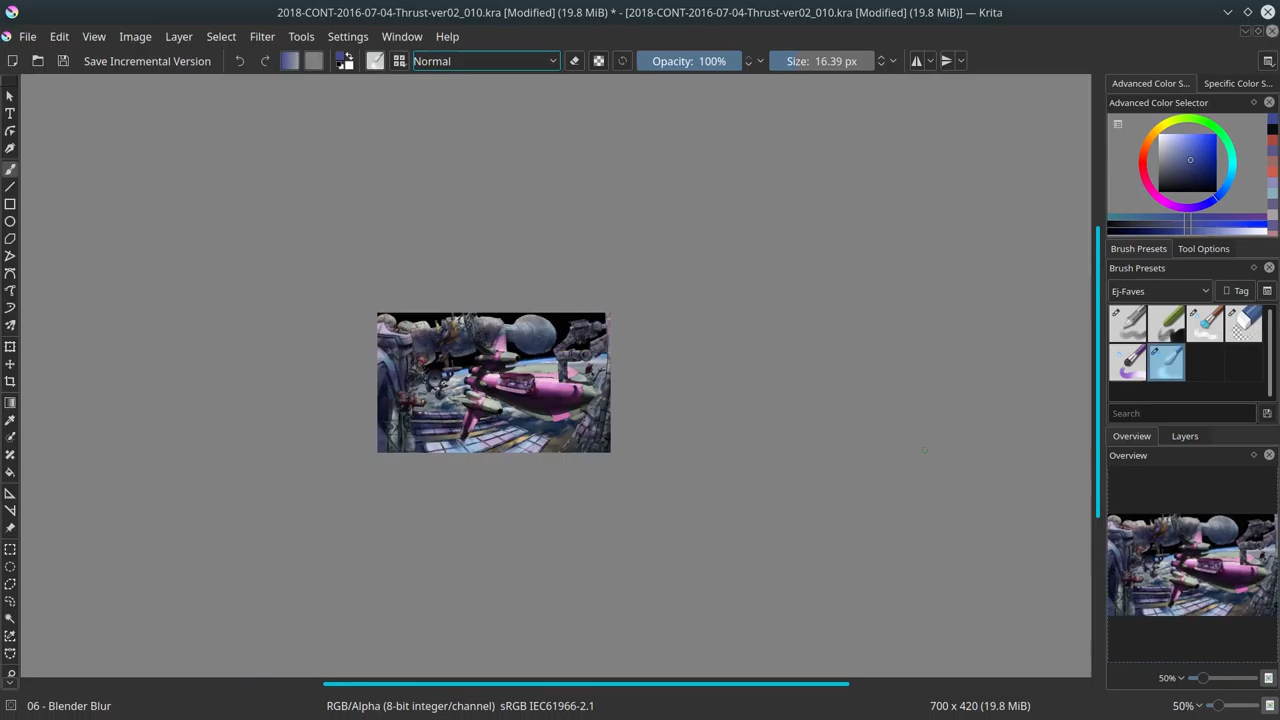 2018-CONT-2016-07-04-Thrust-ver02_010.kra [Modified] (19.8 MiB) * - [2018-CONT-2016-07-04-Thrust-ver02_010.kra [Modified] (19.8 MiB)] — Krita
File Edit View Image Layer Select Filter Tools Settings Window Help
Save Incremental Version Normal Opacity: 100% Size: 16.39 px
Advanced Color S... Specific Color S...
Advanced Color Selector
Brush Presets Tool Options
Brush Presets
Ej-Faves Tag
Search
Overview Layers
Overview
50%
06 - Blender Blur RGB/Alpha (8-bit integer/channel) sRGB IEC61966-2.1 700 x 420 (19.8 MiB) 50%